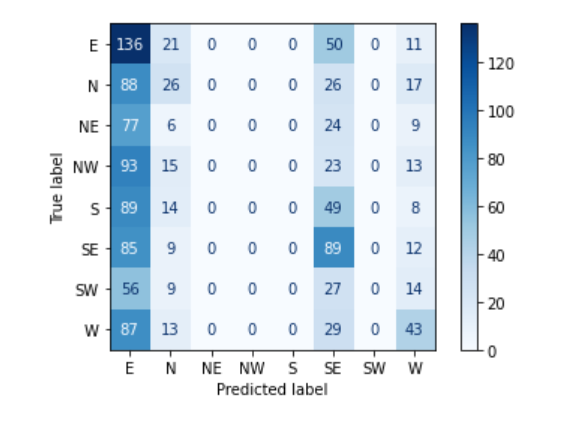 E 136 21 0 0 0 50 0 11
N 88 26 0 0 0 26 0 17
NE 77 6 0 0 0 24 0 9
NW 93 15 0 0 0 23 0 13
S 89 14 0 0 0 49 0 8
SE 85 9 0 0 0 89 0 12
SW 56 9 0 0 0 27 0 14
W 87 13 0 0 0 29 0 43
E N NE NW S SE SW W
Predicted label
True label
120
100
80
60
40
20
0